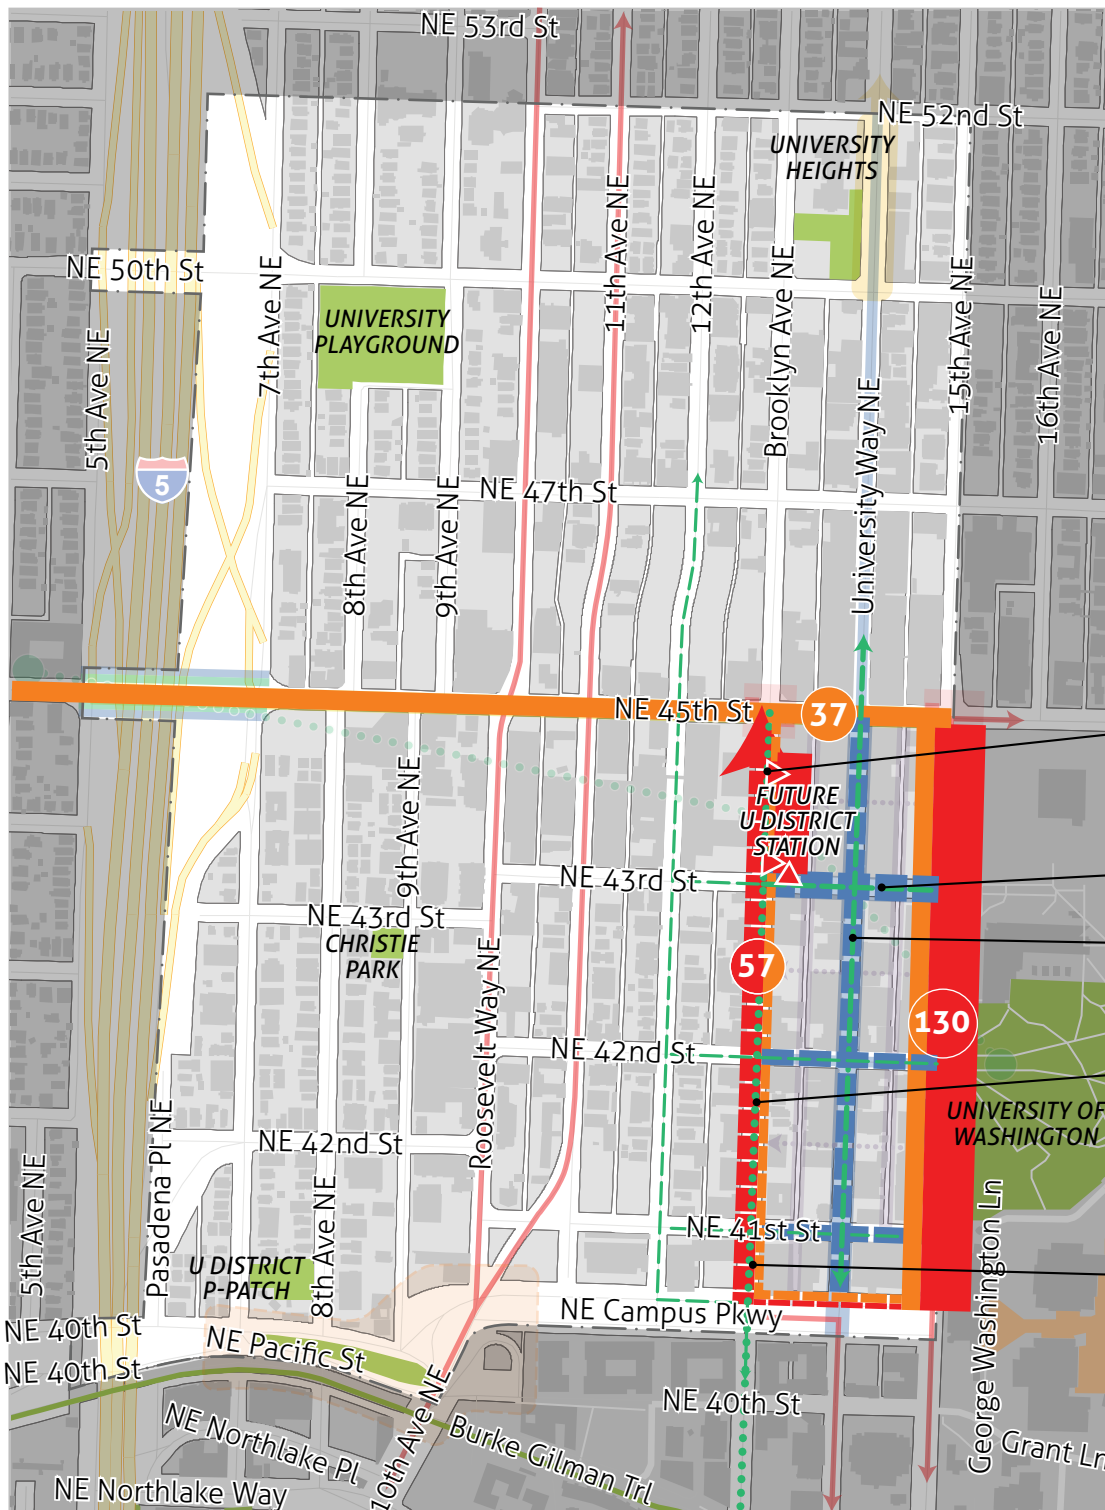 NE 53rd St
NE 52nd St
UNIVERSITY
HEIGHTS
NE 50th St
7th Ave NE
11th Ave NE
12th Ave NE
Brooklyn Ave NE
15th Ave NE
16th Ave NE
5th Ave NE
UNIVERSITY
PLAYGROUND
University Way NE
5
8th Ave NE
9th Ave NE
NE 47th St
NE 45th St
37
9th Ave NE
FUTURE
U DISTRICT
STATION
NE 43rd St
NE 43rd St
CHRISTIE
PARK
Roosevelt Way NE
57
130
NE 42nd St
UNIVERSITY OF
WASHINGTON
NE 42nd St
5th Ave NE
Pasadena Pl NE
8th Ave NE
NE 41st St
George Washington Ln
U DISTRICT
P-PATCH
NE Campus Pkwy
NE 40th St
NE 40th St
NE Pacific St
10th Ave NE
NE 40th St
NE Northlake Pl
Burke Gilman Trl
Grant Ln
NE Northlake Way